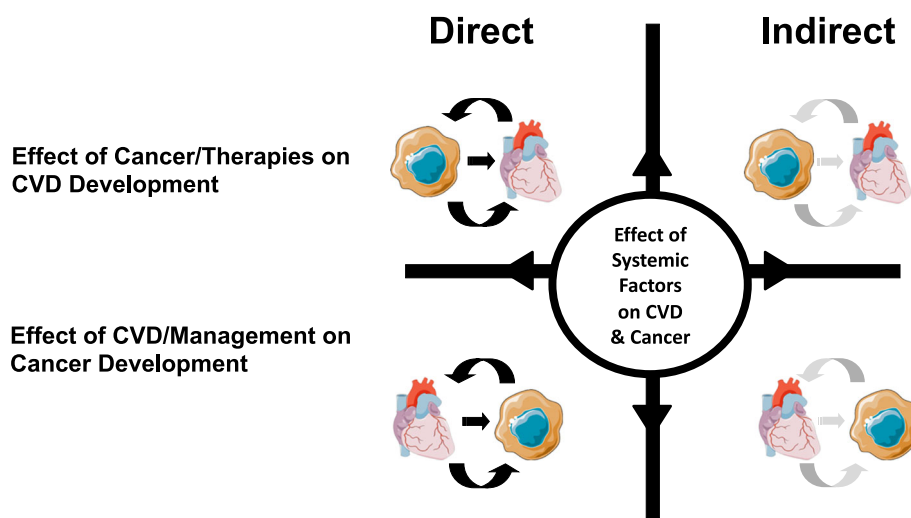 Direct
Indirect
Effect of Cancer/Therapies on
CVD Development
Effect of
Systemic
Factors
on CVD
& Cancer
Effect of CVD/Management on
Cancer Development